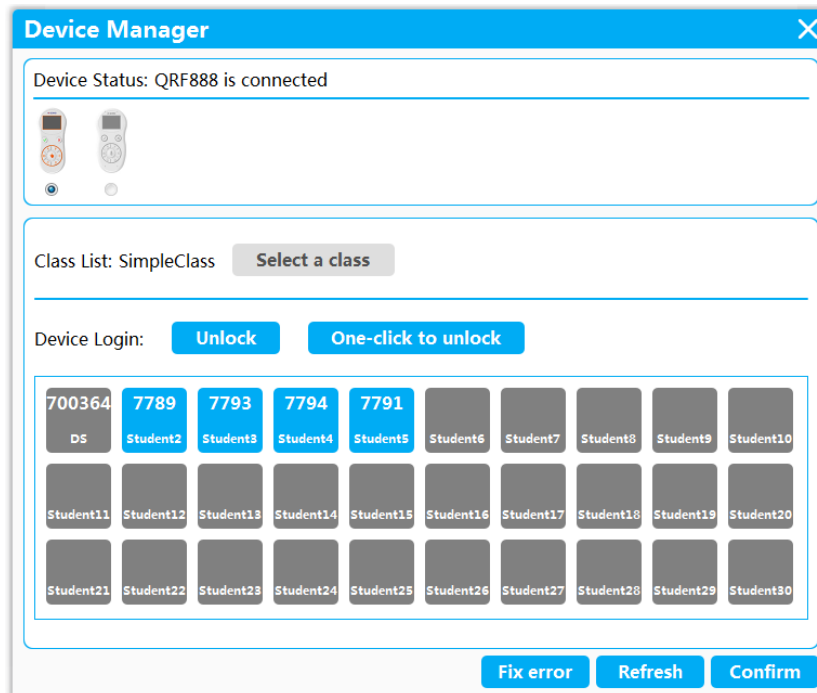 Device Manager
Device Status: QRF888 is connected
Class List: SimpleClass Select a class
Device Login: Unlock One-click to unlock
700364 7789 7793 7794 7791
DS Student2 Student3 Student4 Student5 Student6 Student7 Student8 Student9 Student10
Student11 Student12 Student13 Student14 Student15 Student16 Student17 Student18 Student19 Student20
Student21 Student22 Student23 Student24 Student25 Student26 Student27 Student28 Student29 Student30
Fix error Refresh Confirm